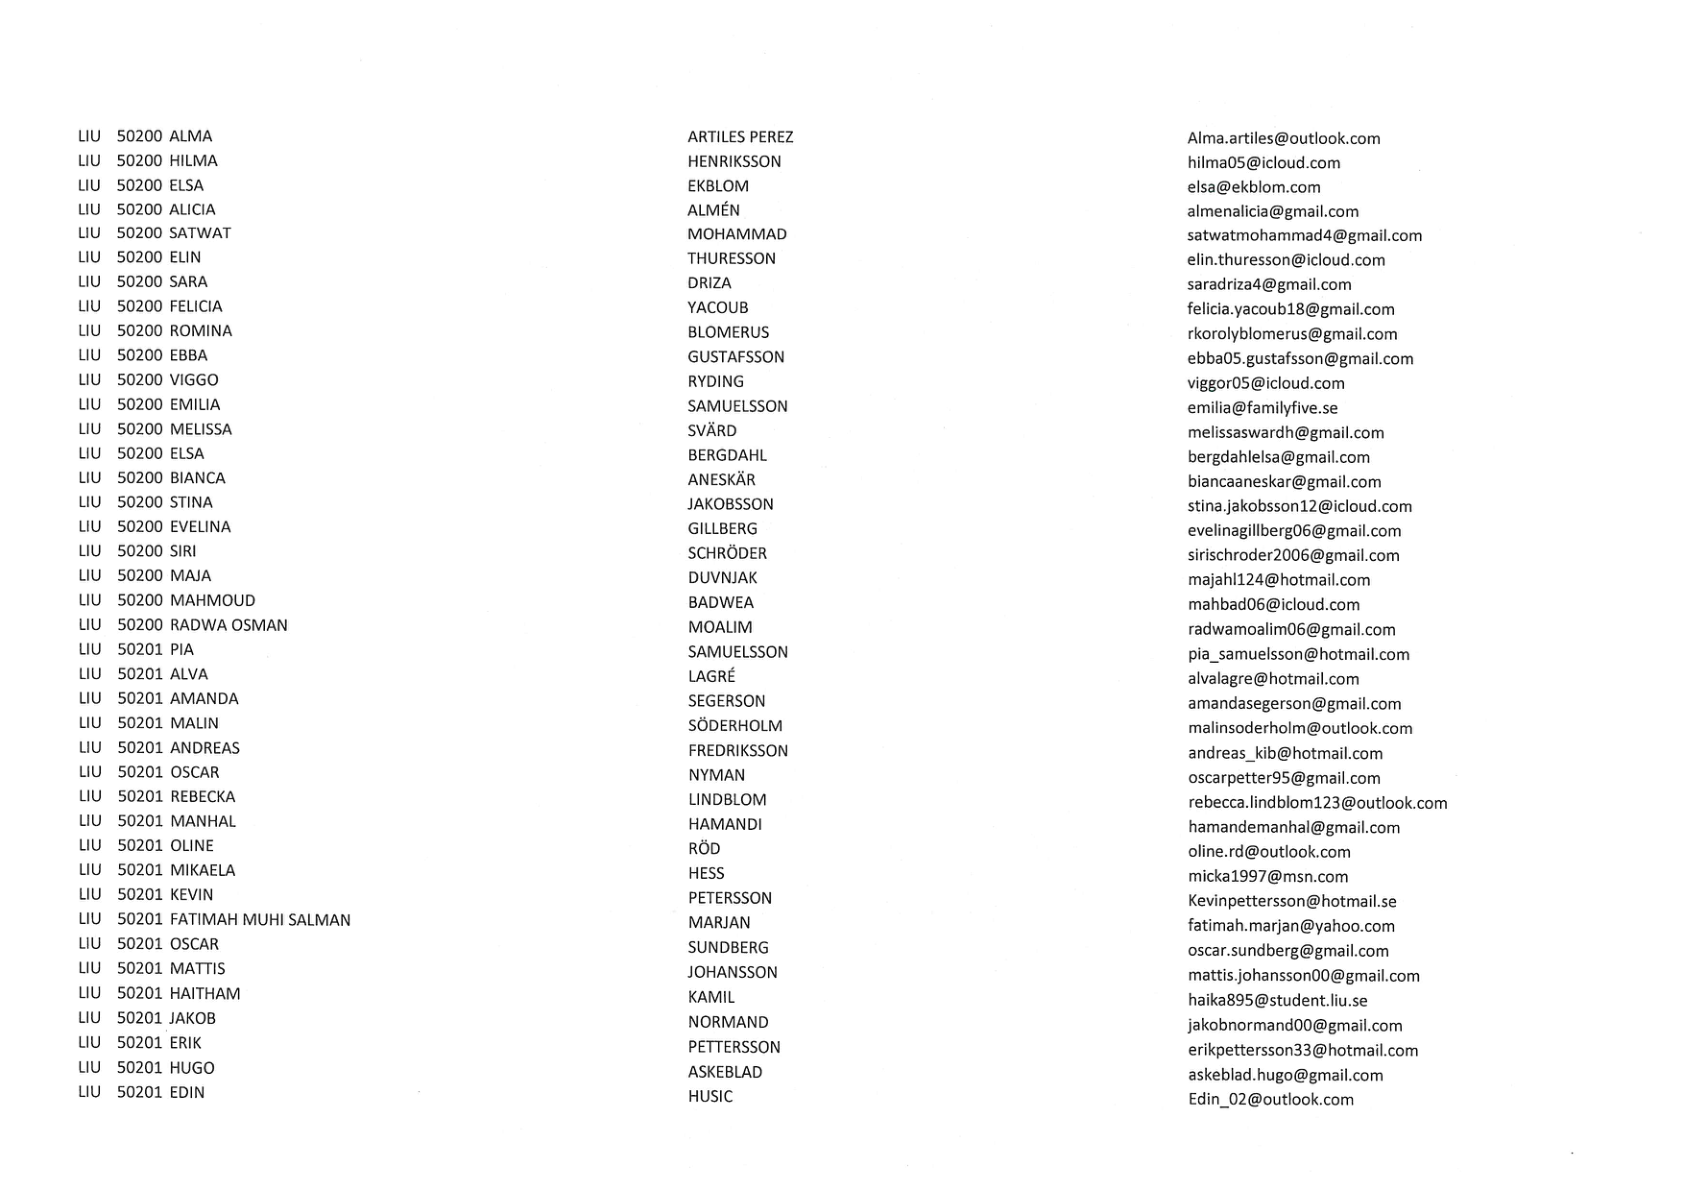 LIU 50200 ALMA ARTILES PEREZ Alma.artiles@outlook.com
LIU 50200 HILMA HENRIKSSON hilma05@icloud.com
LIU 50200 ELSA EKBLOM elsa@ekblom.com
LIU 50200 ALICIA ALMÉN almenalicia@gmail.com
LIU 50200 SATWAT MOHAMMAD satwatmohammad4@gmail.com
LIU 50200 ELIN THURESSON elin.thuresson@icloud.com
LIU 50200 SARA DRIZA saradriza4@gmail.com
LIU 50200 FELICIA YACOUB felicia.yacoub18@gmail.com
LIU 50200 ROMINA BLOMERUS rkorolyblomerus@gmail.com
LIU 50200 EBBA GUSTAFSSON ebba05.gustafsson@gmail.com
LIU 50200 VIGGO RYDING viggor05@icloud.com
LIU 50200 EMILIA SAMUELSSON emilia@familyfive.se
LIU 50200 MELISSA SVÄRD melissaswardh@gmail.com
LIU 50200 ELSA BERGDAHL bergdahlelsa@gmail.com
LIU 50200 BIANCA ANESKÄR biancaaneskar@gmail.com
LIU 50200 STINA JAKOBSSON stina.jakobsson12@icloud.com
LIU 50200 EVELINA GILLBERG evelinagillberg06@gmail.com
LIU 50200 SIRI SCHRÖDER sirischroder2006@gmail.com
LIU 50200 MAJA DUVNJAK majahl124@hotmail.com
LIU 50200 MAHMOUD BADWEA mahbad06@icloud.com
LIU 50200 RADWA OSMAN MOALIM radwamoalim06@gmail.com
LIU 50201 PIA SAMUELSSON pia_samuelsson@hotmail.com
LIU 50201 ALVA LAGRÉ alvalagre@hotmail.com
LIU 50201 AMANDA SEGERSON amandasegerson@gmail.com
LIU 50201 MALIN SÖDERHOLM malinsoderholm@outlook.com
LIU 50201 ANDREAS FREDRIKSSON andreas_kib@hotmail.com
LIU 50201 OSCAR NYMAN oscarpetter95@gmail.com
LIU 50201 REBECKA LINDBLOM rebecca.lindblom123@outlook.com
LIU 50201 MANHAL HAMANDI hamandemanhal@gmail.com
LIU 50201 OLINE RÖD oline.rd@outlook.com
LIU 50201 MIKAELA HESS micka1997@msn.com
LIU 50201 KEVIN PETERSSON Kevinpettersson@hotmail.se
LIU 50201 FATIMAH MUHI SALMAN MARJAN fatimah.marjan@yahoo.com
LIU 50201 OSCAR SUNDBERG oscar.sundberg@gmail.com
LIU 50201 MATTIS JOHANSSON mattis.johansson00@gmail.com
LIU 50201 HAITHAM KAMIL haika895@student.liu.se
LIU 50201 JAKOB NORMAND jakobnormand00@gmail.com
LIU 50201 ERIK PETTERSSON erikpettersson33@hotmail.com
LIU 50201 HUGO ASKEBLAD askeblad.hugo@gmail.com
LIU 50201 EDIN HUSIC Edin_02@outlook.com